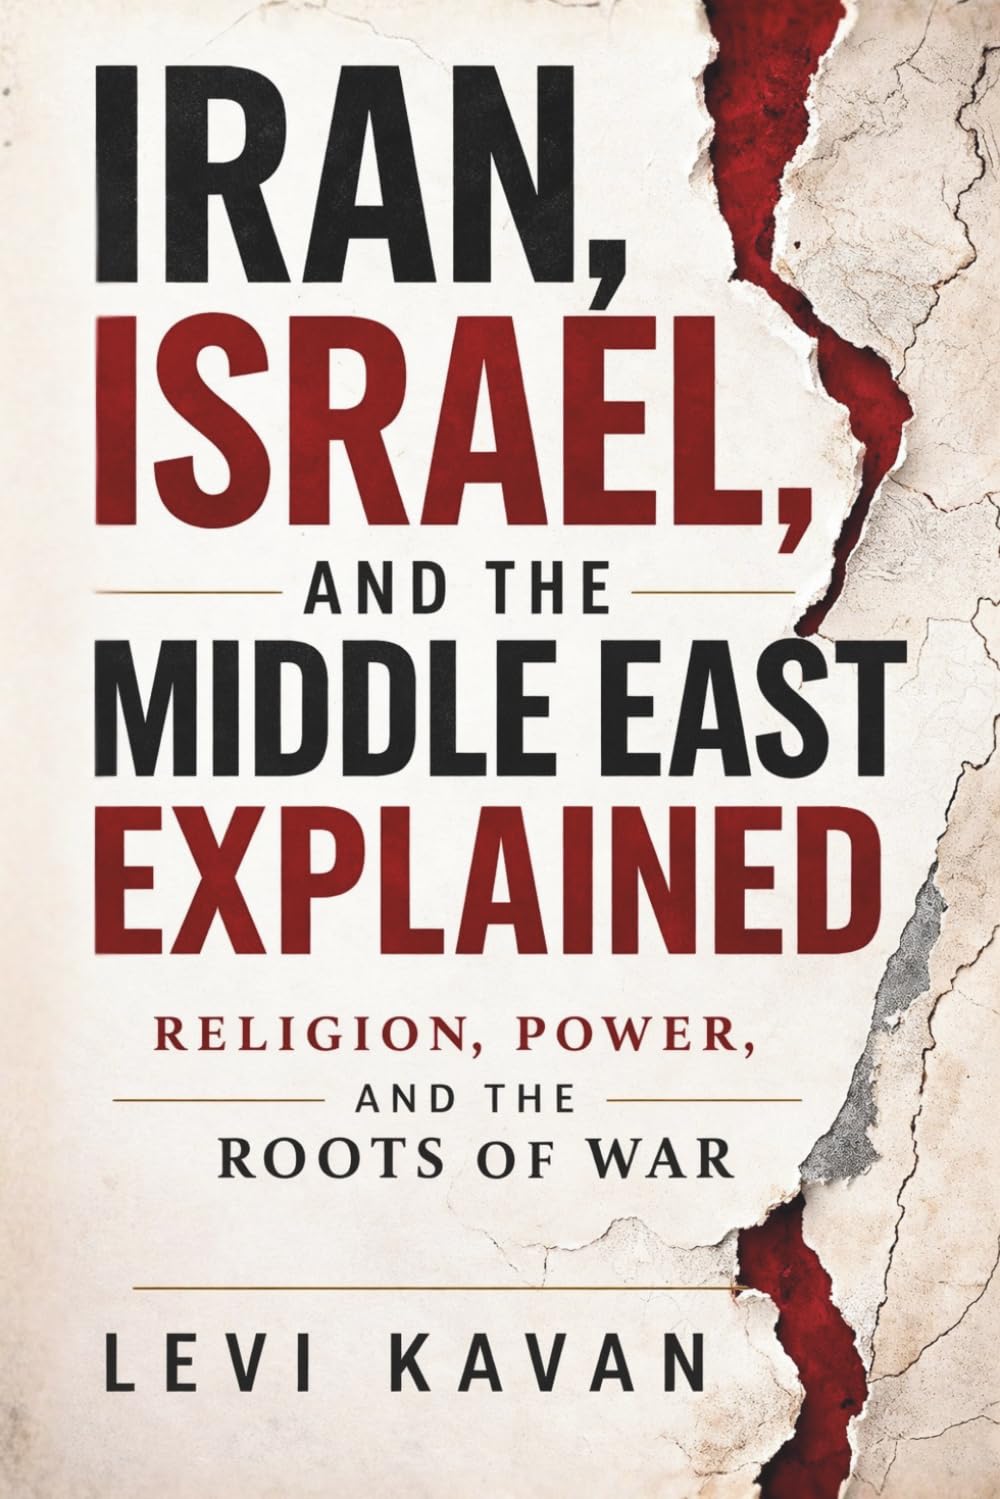 IRAN,
ISRAEL,
AND THE
MIDDLE EAST
EXPLAINED
RELIGION, POWER,
AND THE
ROOTS OF WAR
LEVI KAVAN